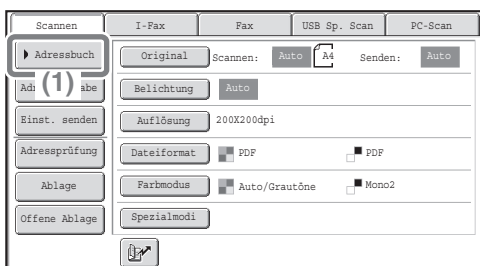 Scannen I-Fax Fax USB Sp. Scan PC-Scan
Adressbuch Original Scannen: Auto A4 Senden: Auto
(1) Belichtung Auto
Einst. senden Auflösung 200X200dpi
Adressprüfung Dateiformat PDF PDF
Ablage Farbmodus Auto/Grautöne Mono2
Offene Ablage Spezialmodi